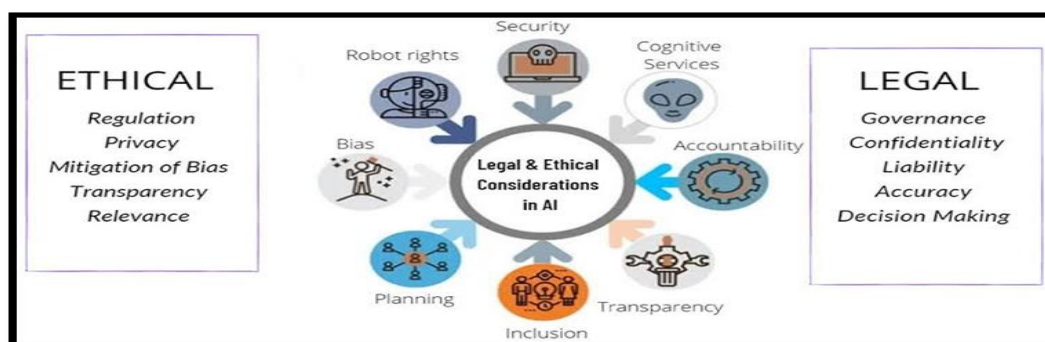 ETHICAL
Regulation
Privacy
Mitigation of Bias
Transparency
Relevance
Security
Robot rights
Cognitive
Services
Bias
Legal & Ethical
Considerations
in AI
Accountability
Planning
Inclusion
Transparency
LEGAL
Governance
Confidentiality
Liability
Accuracy
Decision Making